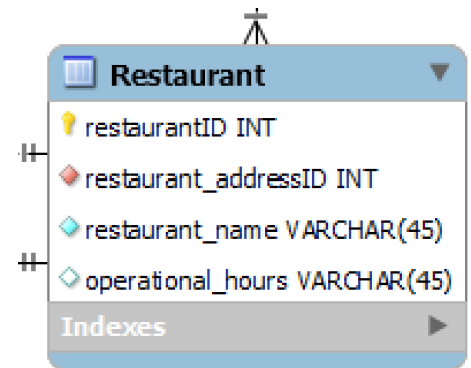 Restaurant
restaurantID INT
restaurant_addressID INT
restaurant_name VARCHAR(45)
operational_hours VARCHAR(45)
Indexes